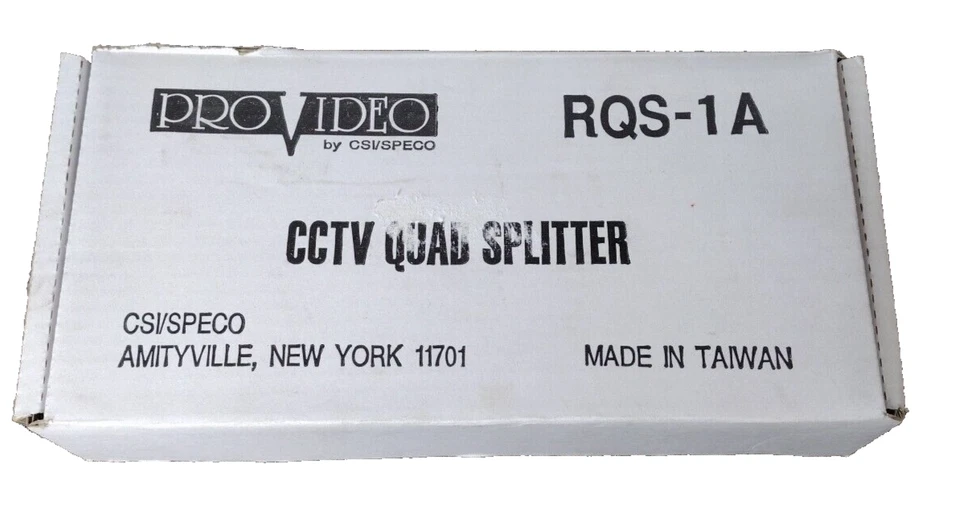 PROVIDEO
by CSI/SPECO
RQS-1A
CCTV QUAD SPLITTER
CSI/SPECO
AMITYVILLE, NEW YORK 11701
MADE IN TAIWAN